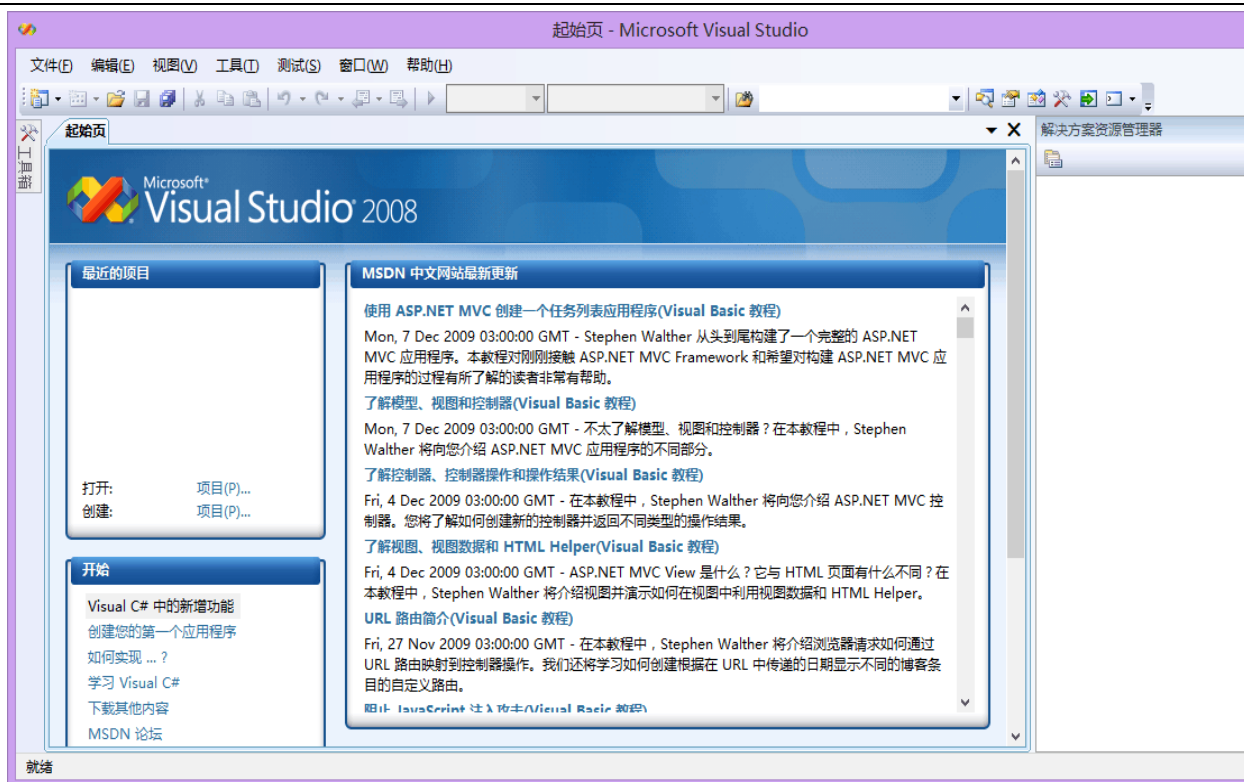 起始页 - Microsoft Visual Studio
文件(F) 编辑(E) 视图(V) 工具(T) 测试(S) 窗口(W) 帮助(H)
工具箱
起始页
解决方案资源管理器
Microsoft®
Visual Studio® 2008
最近的项目
打开: 项目(P)...
创建: 项目(P)...
开始
Visual C# 中的新增功能
创建您的第一个应用程序
如何实现 ... ?
学习 Visual C#
下载其他内容
MSDN 论坛
MSDN 中文网站最新更新
使用 ASP.NET MVC 创建一个任务列表应用程序(Visual Basic 教程)
Mon, 7 Dec 2009 03:00:00 GMT - Stephen Walther 从头到尾构建了一个完整的 ASP.NET
MVC 应用程序。本教程对刚刚接触 ASP.NET MVC Framework 和希望对构建 ASP.NET MVC 应
用程序的过程有所了解的读者非常有帮助。
了解模型、视图和控制器(Visual Basic 教程)
Mon, 7 Dec 2009 03:00:00 GMT - 不太了解模型、视图和控制器？在本教程中，Stephen
Walther 将向您介绍 ASP.NET MVC 应用程序的不同部分。
了解控制器、控制器操作和操作结果(Visual Basic 教程)
Fri, 4 Dec 2009 03:00:00 GMT - 在本教程中，Stephen Walther 将向您介绍 ASP.NET MVC 控
制器。您将了解如何创建新的控制器并返回不同类型的操作结果。
了解视图、视图数据和 HTML Helper(Visual Basic 教程)
Fri, 4 Dec 2009 03:00:00 GMT - ASP.NET MVC View 是什么？它与 HTML 页面有什么不同？在
本教程中，Stephen Walther 将介绍视图并演示如何在视图中利用视图数据和 HTML Helper。
URL 路由简介(Visual Basic 教程)
Fri, 27 Nov 2009 03:00:00 GMT - 在本教程中，Stephen Walther 将介绍浏览器请求如何通过
URL 路由映射到控制器操作。我们还将学习如何创建根据在 URL 中传递的日期显示不同的博客条
目的自定义路由。
阻止 JavaScript 注入攻击(Visual Basic 教程)
就绪